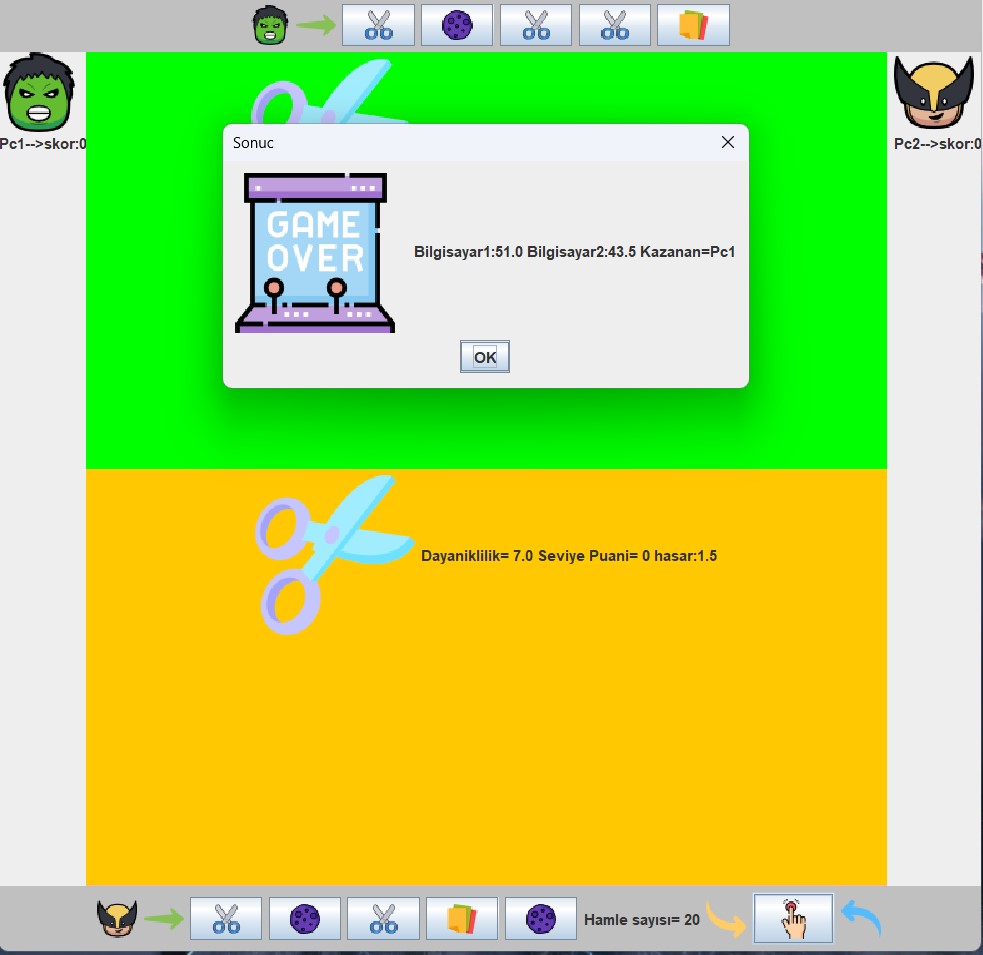 Pc1-->skor:0
Pc2-->skor:0
Sonuc
GAME
OVER
Bilgisayar1:51.0 Bilgisayar2:43.5 Kazanan=Pc1
OK
Dayaniklilik= 7.0 Seviye Puani= 0 hasar:1.5
Hamle sayısı= 20